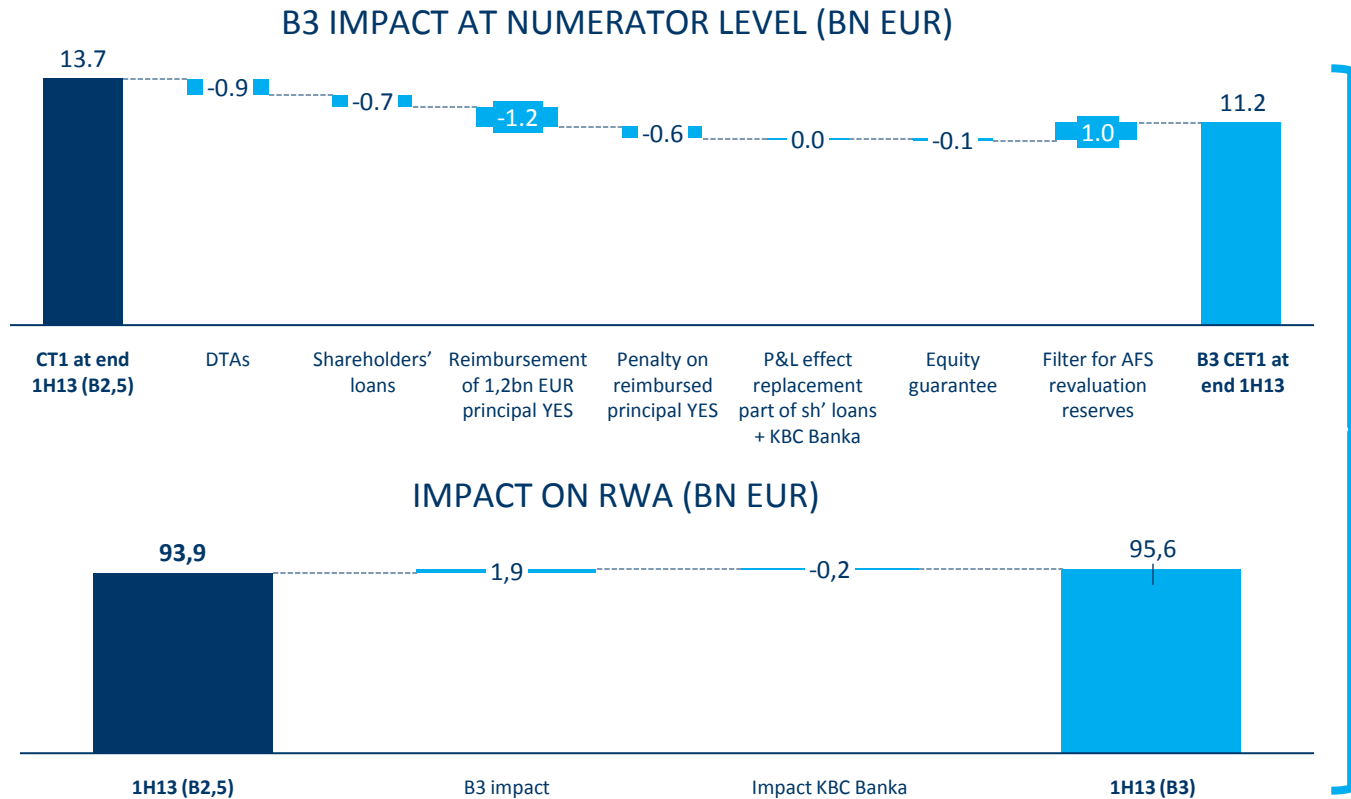 B3 IMPACT AT NUMERATOR LEVEL (BN EUR)
13.7
-0.9
-0.7
-1.2
-0.6
0.0
-0.1
1.0
11.2
CT1 at end
1H13 (B2,5)
DTAs
Shareholders’
loans
Reimbursement
of 1,2bn EUR
principal YES
Penalty on
reimbursed
principal YES
P&L effect
replacement
part of sh’ loans
+ KBC Banka
Equity
guarantee
Filter for AFS
revaluation
reserves
B3 CET1 at
end 1H13
IMPACT ON RWA (BN EUR)
93,9
1,9
-0,2
95,6
1H13 (B2,5)
B3 impact
Impact KBC Banka
1H13 (B3)